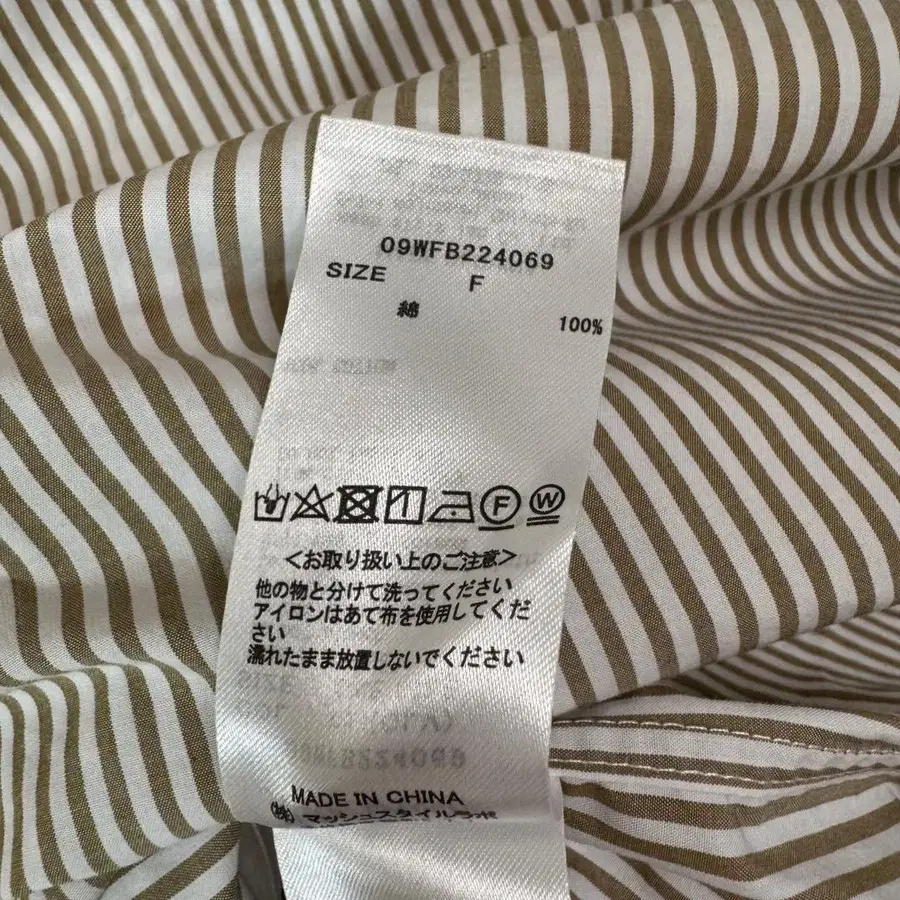 09WFB224069
SIZE F
綿 100%
F W
<お取り扱い上のご注意>
他の物と分けて洗ってください
アイロンはあて布を使用してくだ
さい
濡れたまま放置しないでください
MADE IN CHINA
㈱マッシュスタイルラボ